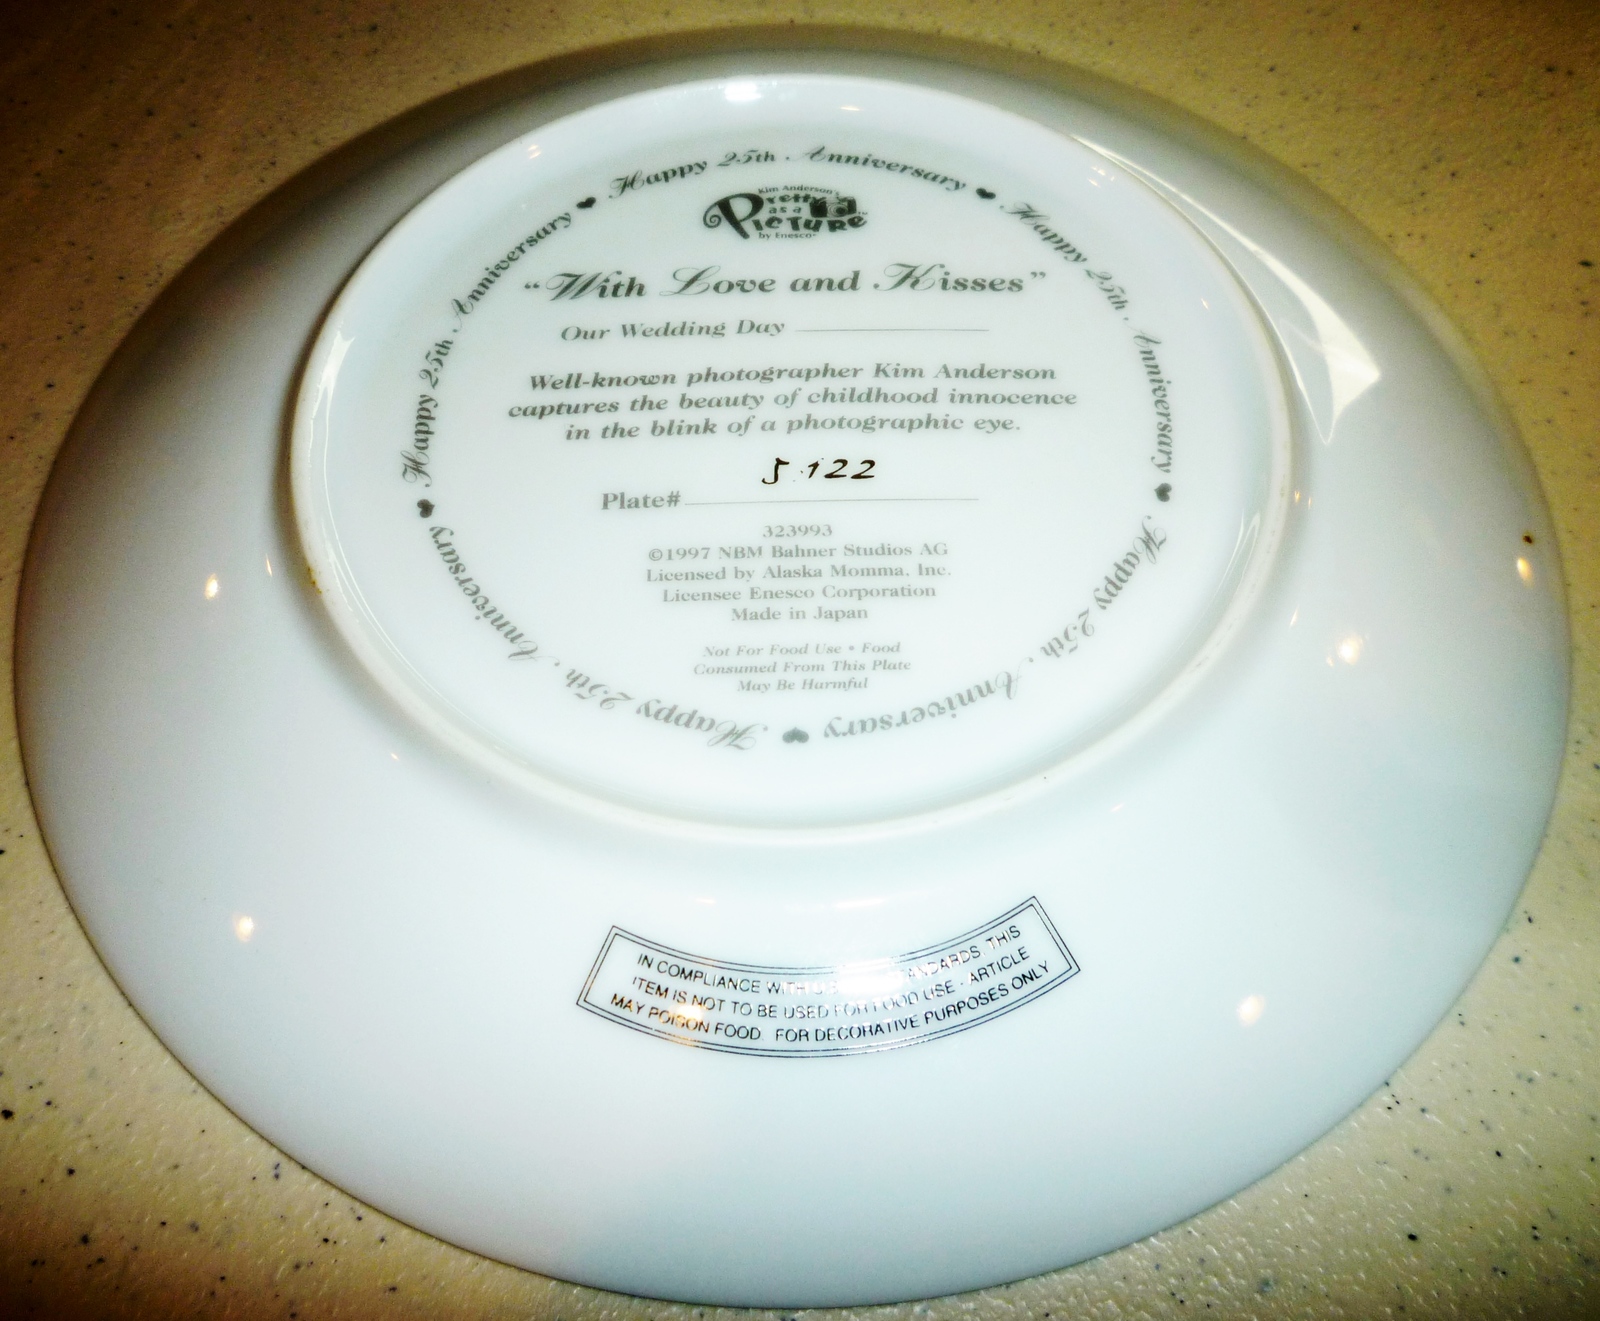 Happy 25th Anniversary ♥ Happy 25th Anniversary ♥ Happy 25th Anniversary ♥ Happy 25th Anniversary ♥ Happy 25th Anniversary ♥
Kim Anderson's
Pretty
as a
PICTURE™
by Enesco
"With Love and Kisses"
Our Wedding Day
Well-known photographer Kim Anderson
captures the beauty of childhood innocence
in the blink of a photographic eye.
5122
Plate#
323993
©1997 NBM Bahner Studios AG
Licensed by Alaska Momma, Inc.
Licensee Enesco Corporation
Made in Japan
Not For Food Use • Food
Consumed From This Plate
May Be Harmful
IN COMPLIANCE WITH STANDARDS, THIS
ITEM IS NOT TO BE USED FOR FOOD USE - ARTICLE
MAY POISON FOOD. FOR DECORATIVE PURPOSES ONLY